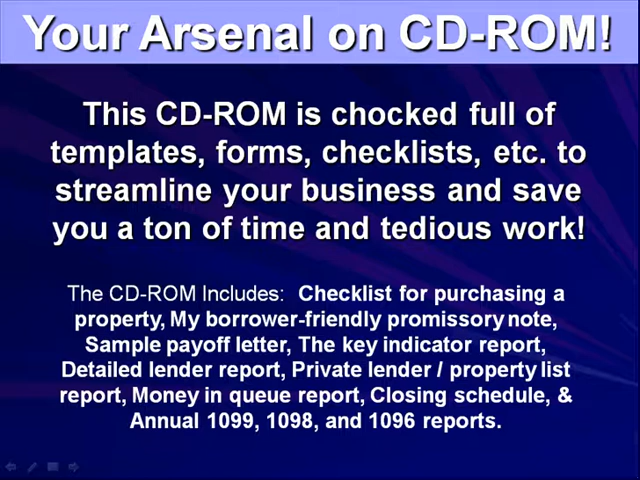 Your Arsenal on CD-ROM!
This CD-ROM is chocked full of
templates, forms, checklists, etc. to
streamline your business and save
you a ton of time and tedious work!
The CD-ROM Includes: Checklist for purchasing a
property, My borrower-friendly promissory note,
Sample payoff letter, The key indicator report,
Detailed lender report, Private lender / property list
report, Money in queue report, Closing schedule, &
Annual 1099, 1098, and 1096 reports.